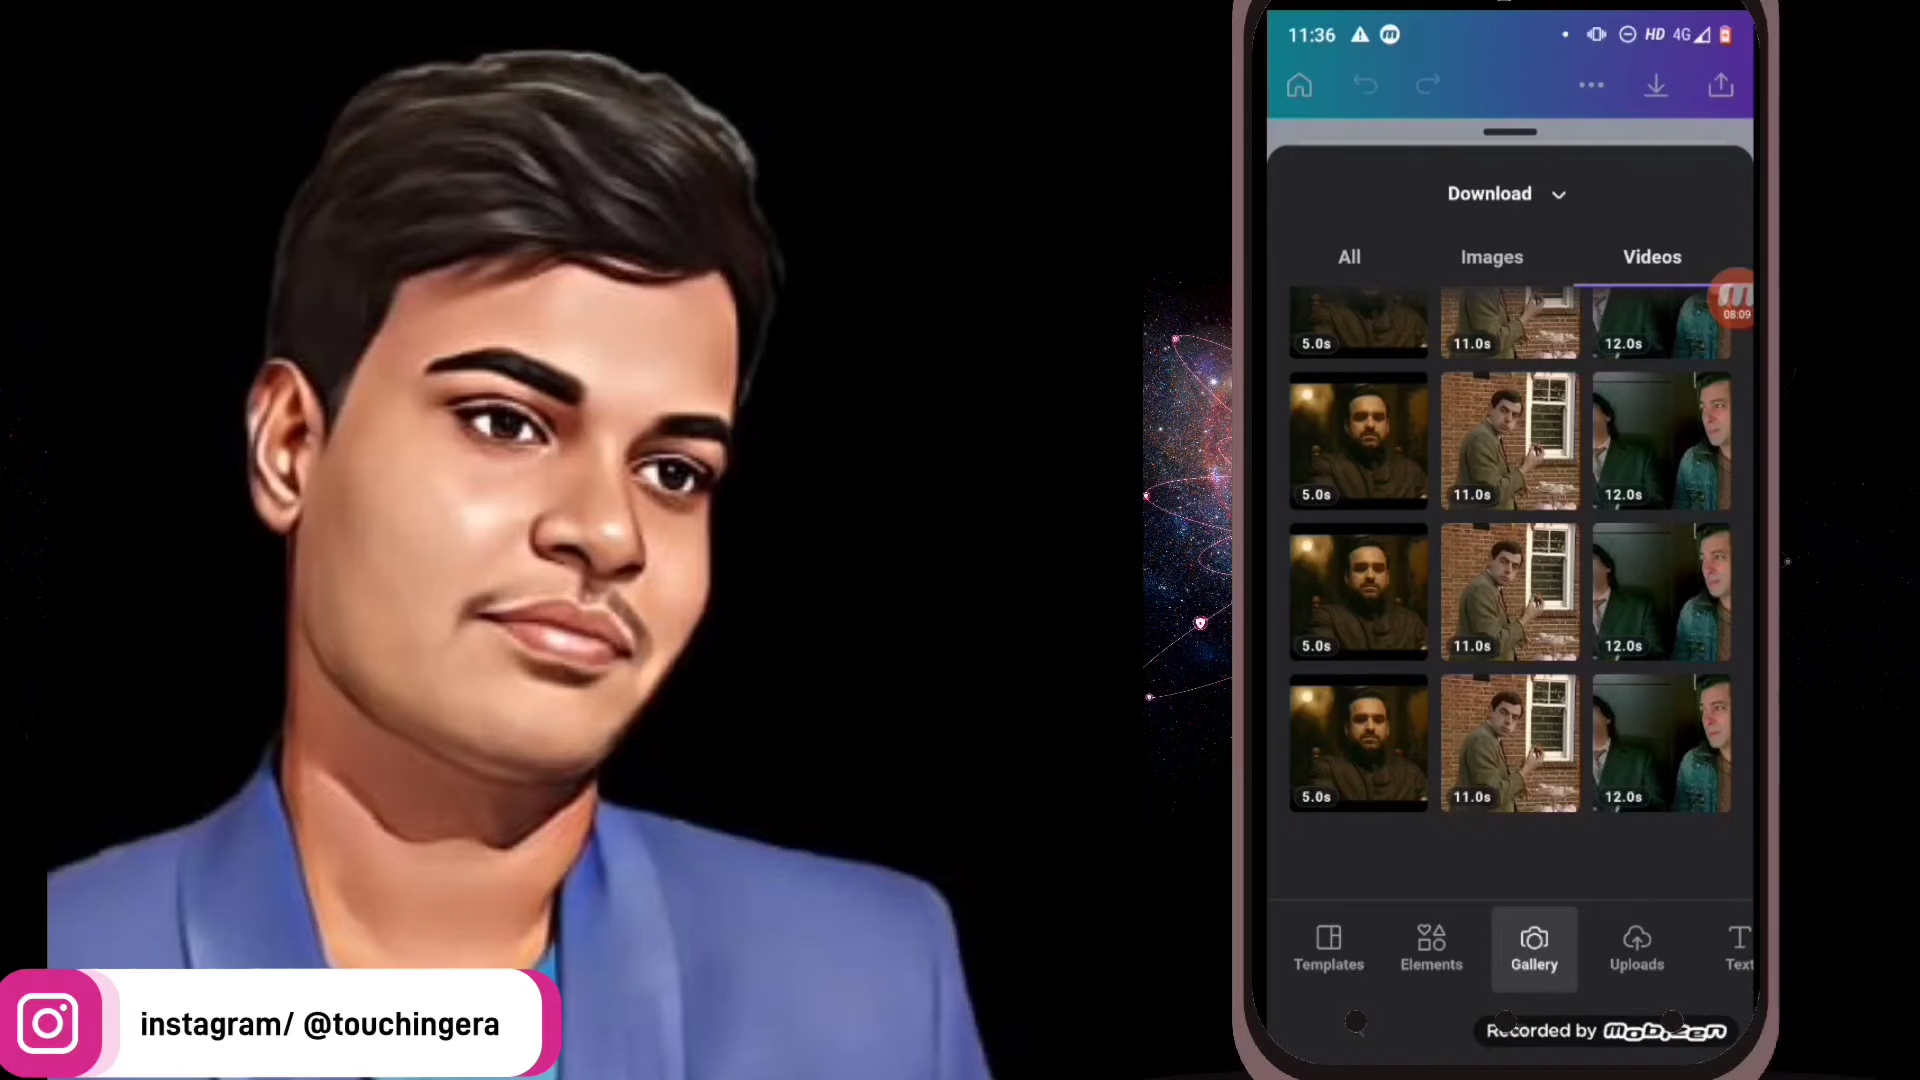 11:36
HD 4G
Download
All Images Videos
08:09
5.0s 11.0s 12.0s
5.0s 11.0s 12.0s
5.0s 11.0s 12.0s
5.0s 11.0s 12.0s
Templates Elements Gallery Uploads Text
Recorded by mobizen
instagram/ @touchingera